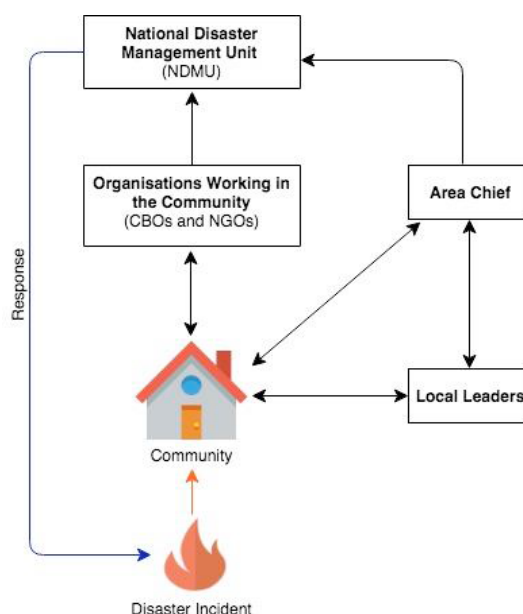 National Disaster
Management Unit
(NDMU)
Organisations Working in
the Community
(CBOs and NGOs)
Area Chief
Response
Local Leaders
Community
Disaster Incident